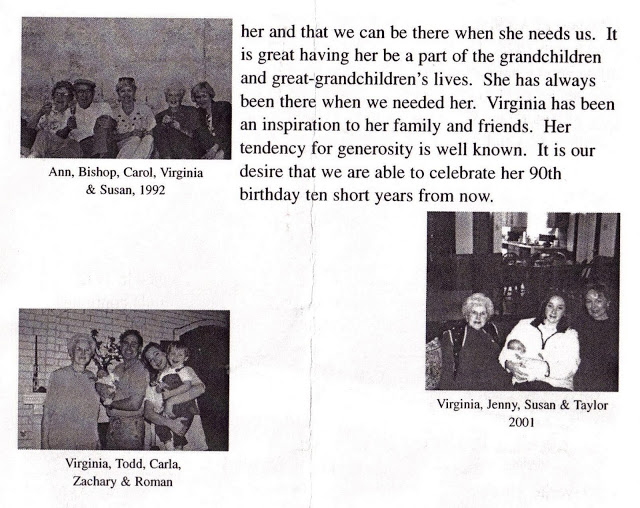 her and that we can be there when she needs us.  It
is great having her be a part of the grandchildren
and great-grandchildren's lives.  She has always
been there when we needed her.  Virginia has been
an inspiration to her family and friends.  Her
tendency for generosity is well known.  It is our
desire that we are able to celebrate her 90th
birthday ten short years from now.
Ann, Bishop, Carol, Virginia
& Susan, 1992
Virginia, Jenny, Susan & Taylor
2001
Virginia, Todd, Carla,
Zachary & Roman